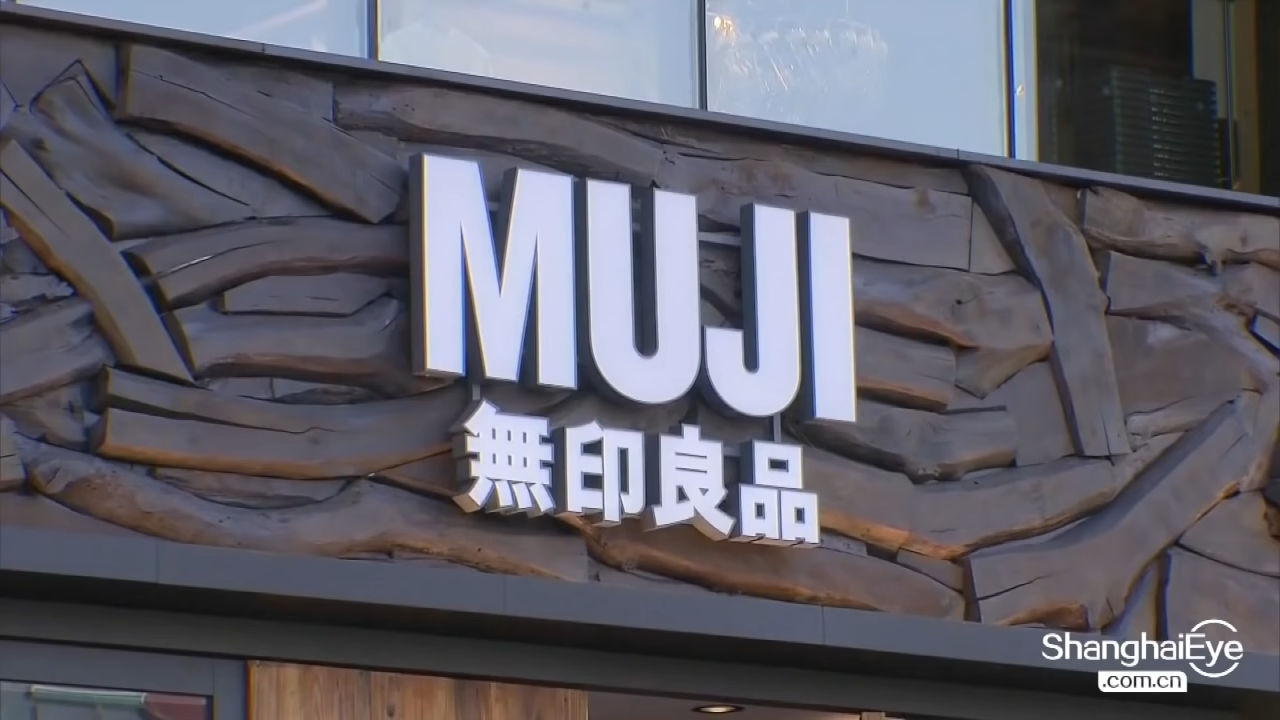 MUJI
無印良品
ShanghaiEye
.com.cn